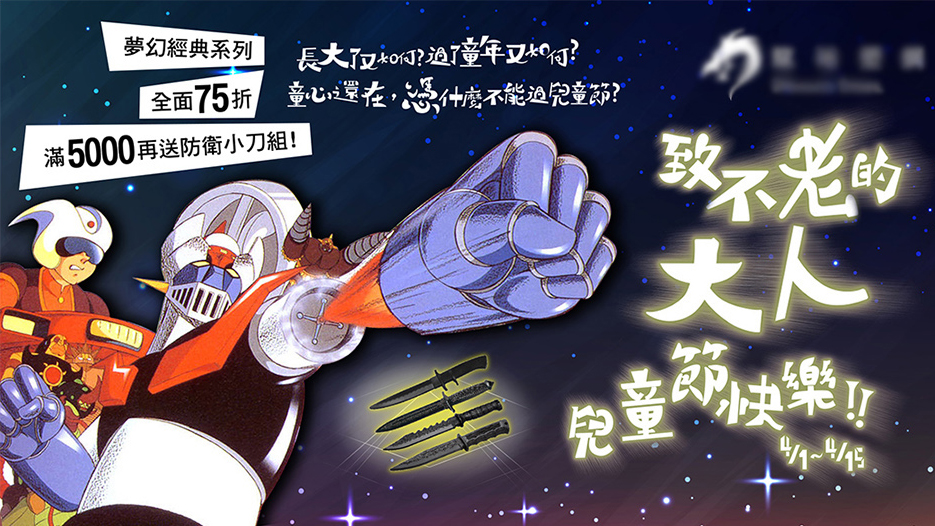 夢幻經典系列
全面75折
滿5000再送防衛小刀組!
長大了又如何?過了童年又如何?
童心還在,憑什麼不能過兒童節?
致不老的
大人
兒童節快樂!!
4/1~4/15